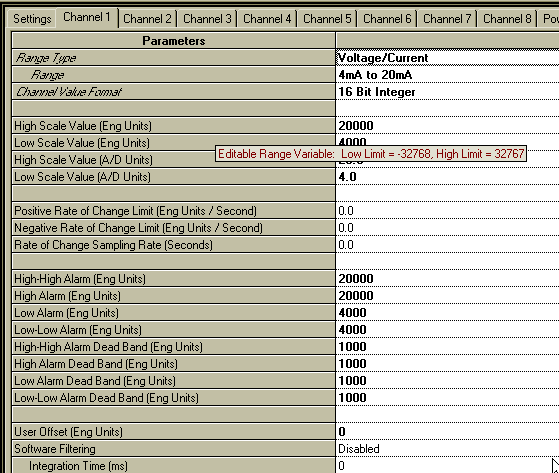 Settings Channel 1 Channel 2 Channel 3 Channel 4 Channel 5 Channel 6 Channel 7 Channel 8
Parameters
Range Type Voltage/Current
Range 4mA to 20mA
Channel Value Format 16 Bit Integer
High Scale Value (Eng Units) 20000
Low Scale Value (Eng Units) 4000
Editable Range Variable: Low Limit = -32768, High Limit = 32767
High Scale Value (A/D Units)
Low Scale Value (A/D Units) 4.0
Positive Rate of Change Limit (Eng Units / Second) 0.0
Negative Rate of Change Limit (Eng Units / Second) 0.0
Rate of Change Sampling Rate (Seconds) 0.0
High-High Alarm (Eng Units) 20000
High Alarm (Eng Units) 20000
Low Alarm (Eng Units) 4000
Low-Low Alarm (Eng Units) 4000
High-High Alarm Dead Band (Eng Units) 1000
High Alarm Dead Band (Eng Units) 1000
Low Alarm Dead Band (Eng Units) 1000
Low-Low Alarm Dead Band (Eng Units) 1000
User Offset (Eng Units) 0
Software Filtering Disabled
Integration Time (ms) 0